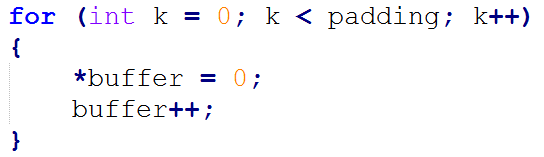 for (int k = 0; k < padding; k++)
{
    *buffer = 0;
    buffer++;
}